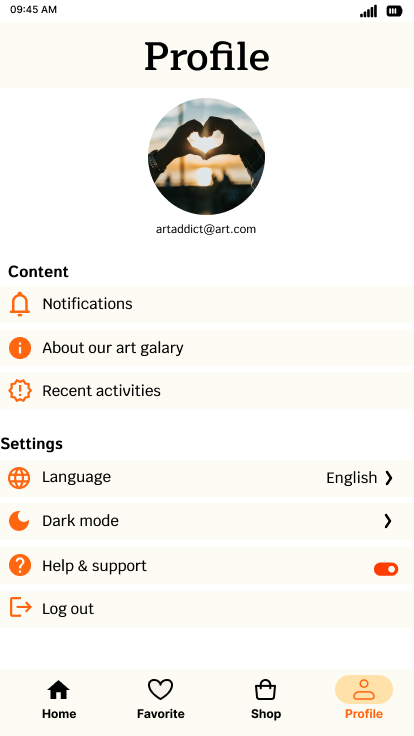 09:45 AM
Profile
artaddict@art.com
Content
Notifications
About our art galary
Recent activities
Settings
Language English
Dark mode
Help & support
Log out
Home Favorite Shop Profile